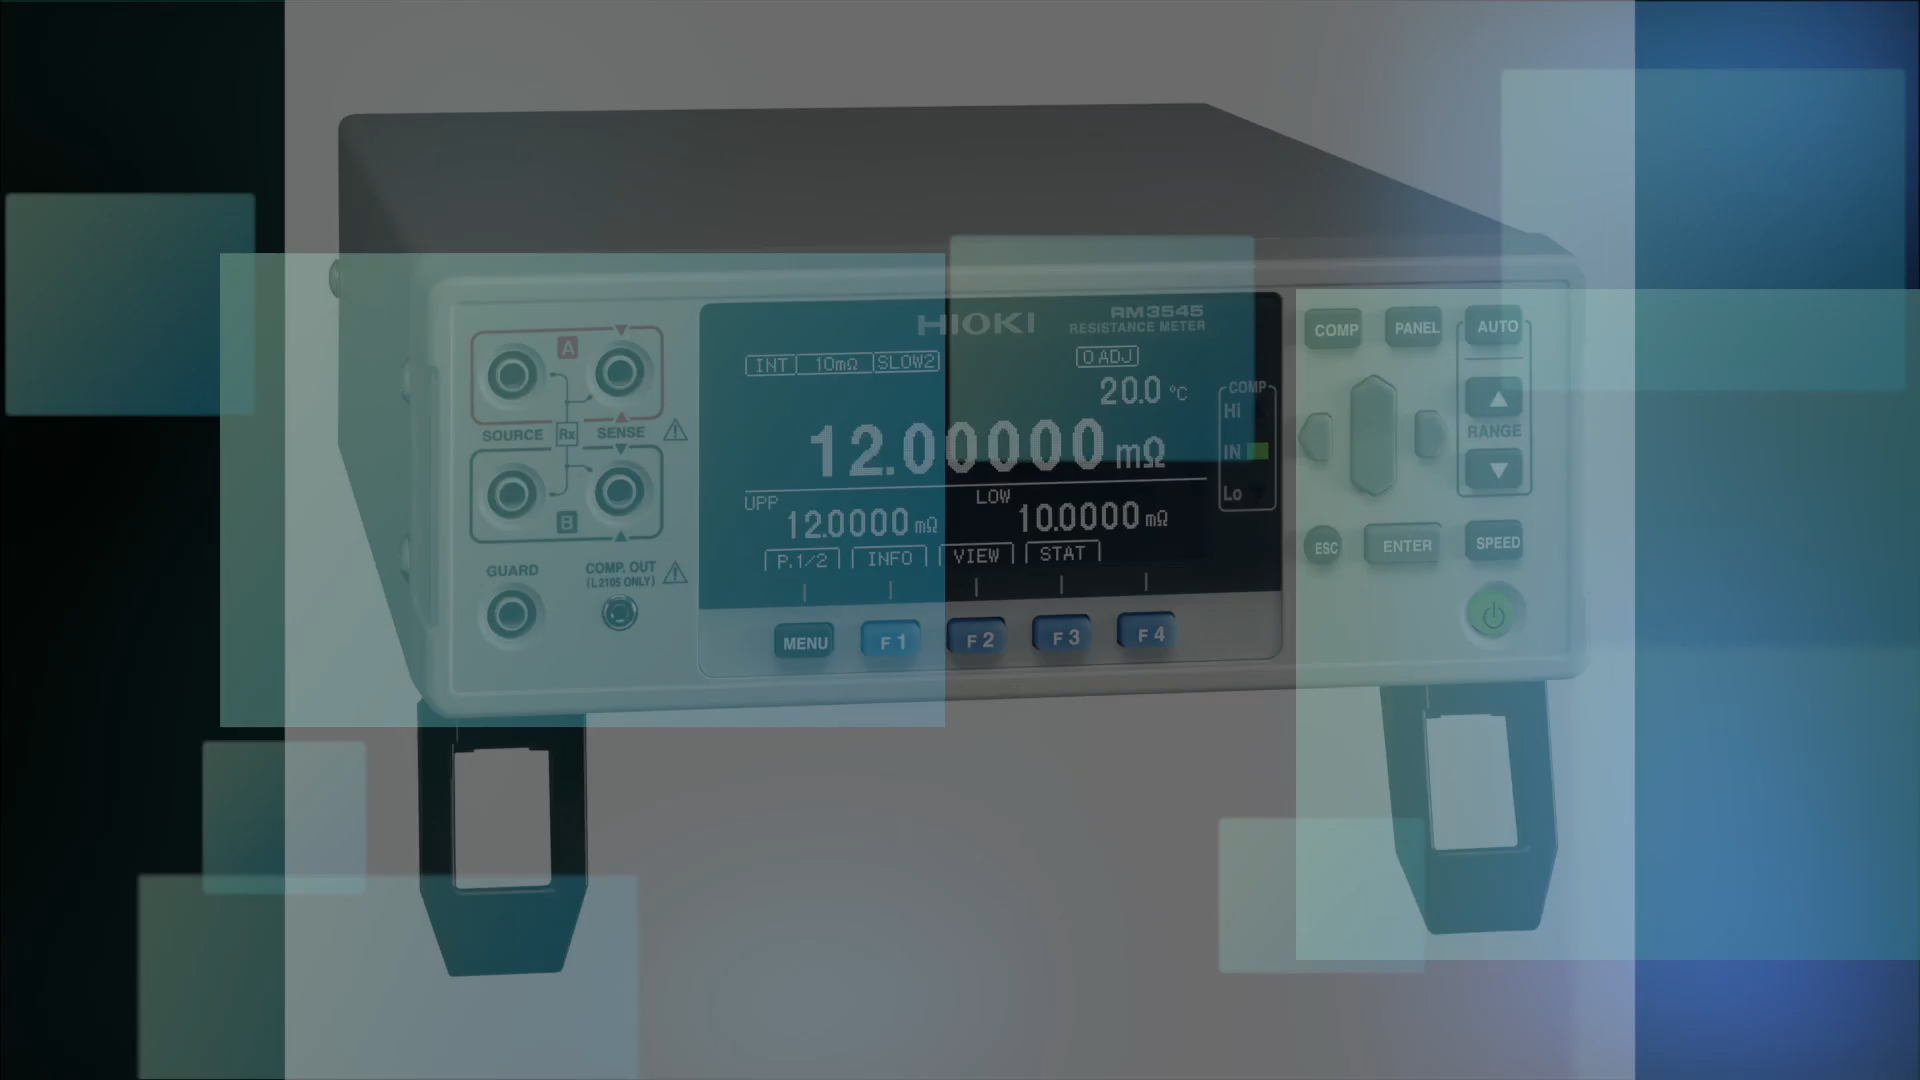 HIOKI
RM3545
RESISTANCE METER
INT 10mΩ SLOW2
0 ADJ
20.0 °C
12.00000 mΩ
UPP
12.0000 mΩ
LOW
10.0000 mΩ
COMP
Hi
IN
Lo
P.1/2 INFO VIEW STAT
MENU F1 F2 F3 F4
A
SOURCE Rx SENSE
B
GUARD
COMP. OUT
(L2105 ONLY)
COMP PANEL AUTO
RANGE
ESC ENTER SPEED